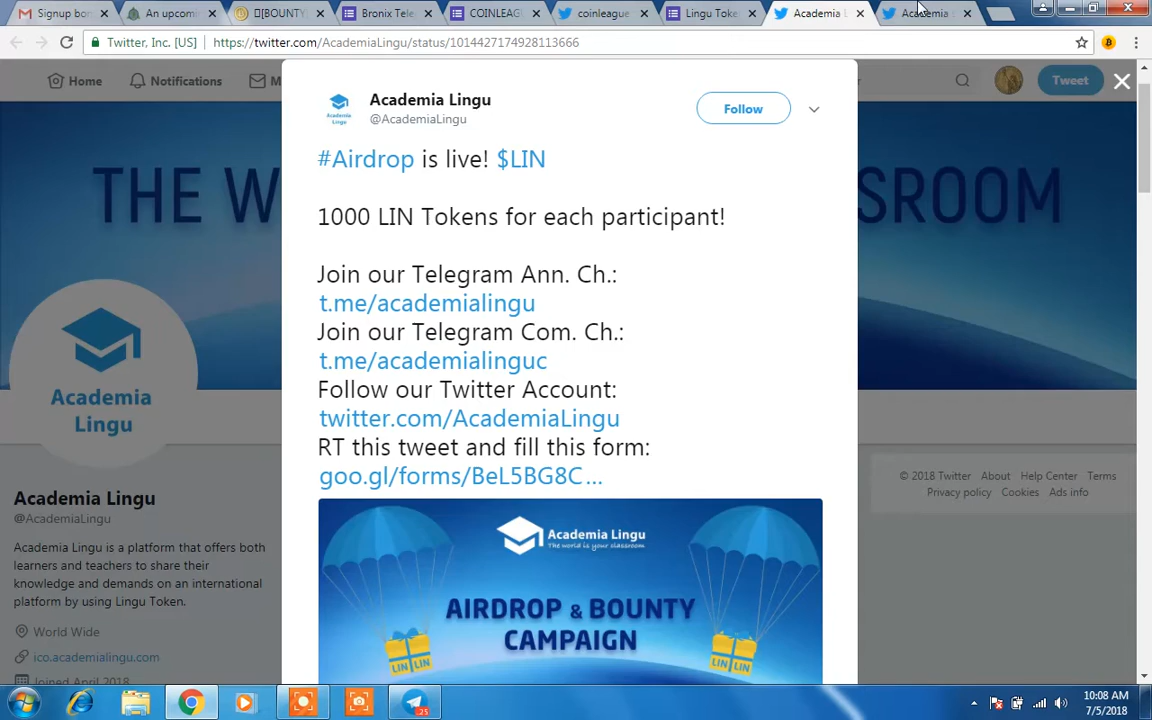 Signup bon
An upcomi
[BOUNTY
Bronix Tele
COINLEAG
coinleague
Lingu Toke
Academia L
Academia L
Twitter, Inc. [US]
https://twitter.com/AcademiaLingu/status/1014427174928113666
Home
Notifications
M
Tweet
THE W
SROOM
Academia Lingu
@AcademiaLingu
Follow
#Airdrop is live! $LIN
1000 LIN Tokens for each participant!
Join our Telegram Ann. Ch.:
t.me/academialingu
Join our Telegram Com. Ch.:
t.me/academialinguc
Follow our Twitter Account:
twitter.com/AcademiaLingu
RT this tweet and fill this form:
goo.gl/forms/BeL5BG8C…
Academia Lingu
The world is your classroom
AIRDROP & BOUNTY
CAMPAIGN
LIN LIN
LIN LIN
Academia
Lingu
Academia Lingu
@AcademiaLingu
Academia Lingu is a platform that offers both
learners and teachers to share their
knowledge and demands on an international
platform by using Lingu Token.
World Wide
ico.academialingu.com
Joined April 2018
© 2018 Twitter About Help Center Terms
Privacy policy Cookies Ads info
25
10:08 AM
7/5/2018